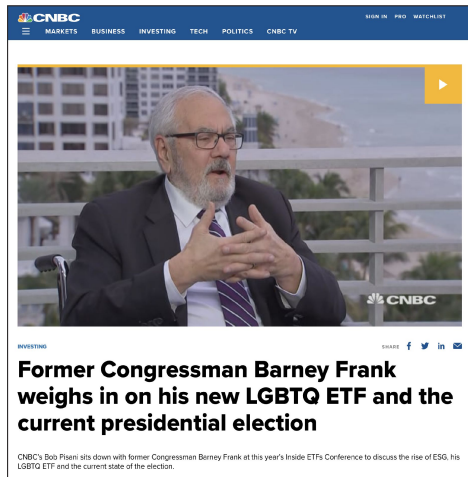 CNBC
SIGN IN PRO WATCHLIST
MARKETS BUSINESS INVESTING TECH POLITICS CNBC TV
CNBC
INVESTING
SHARE
Former Congressman Barney Frank
weighs in on his new LGBTQ ETF and the
current presidential election
CNBC's Bob Pisani sits down with former Congressman Barney Frank at this year's Inside ETFs Conference to discuss the rise of ESG, his
LGBTQ ETF and the current state of the election.